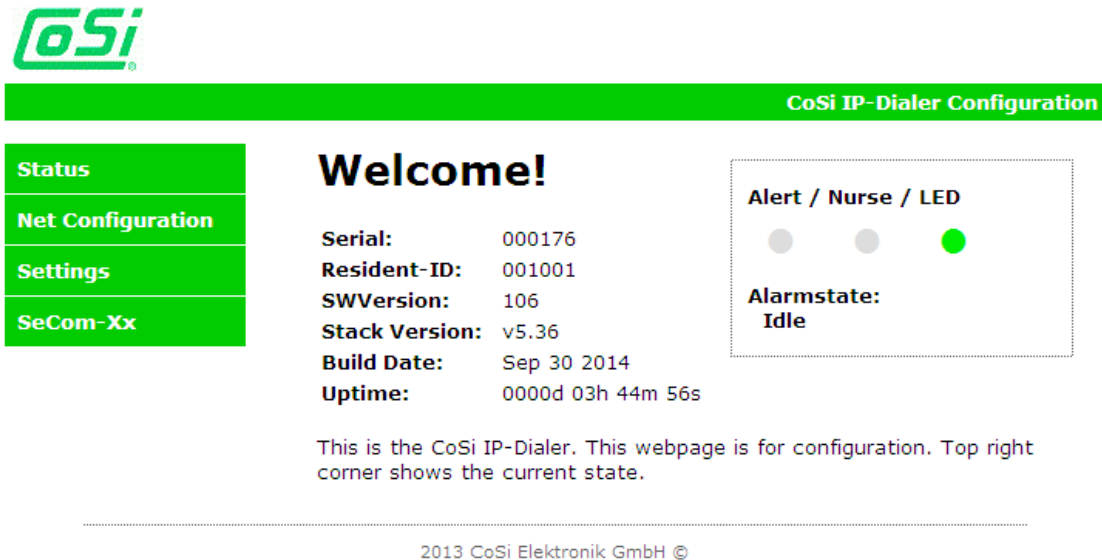 CoSi
®
CoSi IP-Dialer Configuration
Status
Net Configuration
Settings
SeCom-Xx
Welcome!
Serial: 000176
Resident-ID: 001001
SWVersion: 106
Stack Version: v5.36
Build Date: Sep 30 2014
Uptime: 0000d 03h 44m 56s
Alert / Nurse / LED
Alarmstate:
Idle
This is the CoSi IP-Dialer. This webpage is for configuration. Top right
corner shows the current state.
2013 CoSi Elektronik GmbH ©